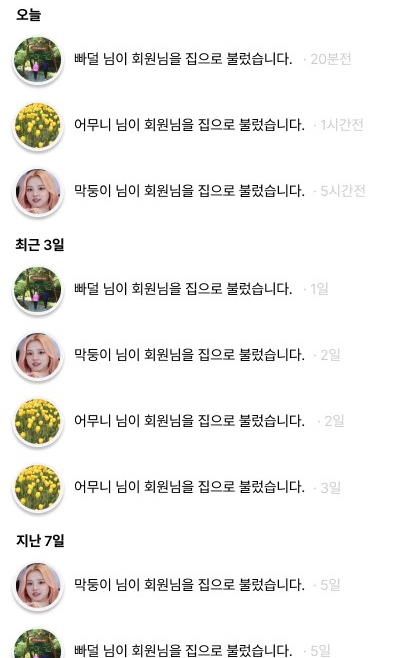 오늘
빠덜 님이 회원님을 집으로 불렀습니다. · 20분전
어무니 님이 회원님을 집으로 불렀습니다. · 1시간전
막둥이 님이 회원님을 집으로 불렀습니다. · 5시간전
최근 3일
빠덜 님이 회원님을 집으로 불렀습니다. · 1일
막둥이 님이 회원님을 집으로 불렀습니다. · 2일
어무니 님이 회원님을 집으로 불렀습니다. · 2일
어무니 님이 회원님을 집으로 불렀습니다. · 3일
지난 7일
막둥이 님이 회원님을 집으로 불렀습니다. · 5일
빠덜 님이 회원님을 집으로 불렀습니다. · 5일